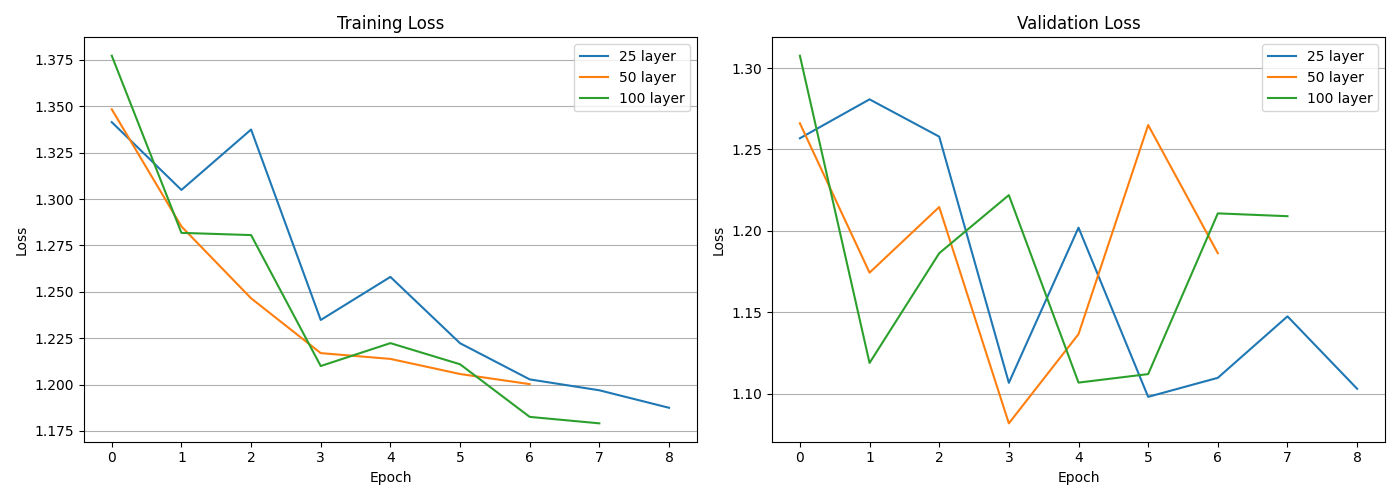 Training Loss
25 layer
50 layer
100 layer
1.375
1.350
1.325
1.300
1.275
1.250
1.225
1.200
1.175
Loss
0 1 2 3 4 5 6 7 8
Epoch
Validation Loss
25 layer
50 layer
100 layer
1.30
1.25
1.20
1.15
1.10
Loss
0 1 2 3 4 5 6 7 8
Epoch